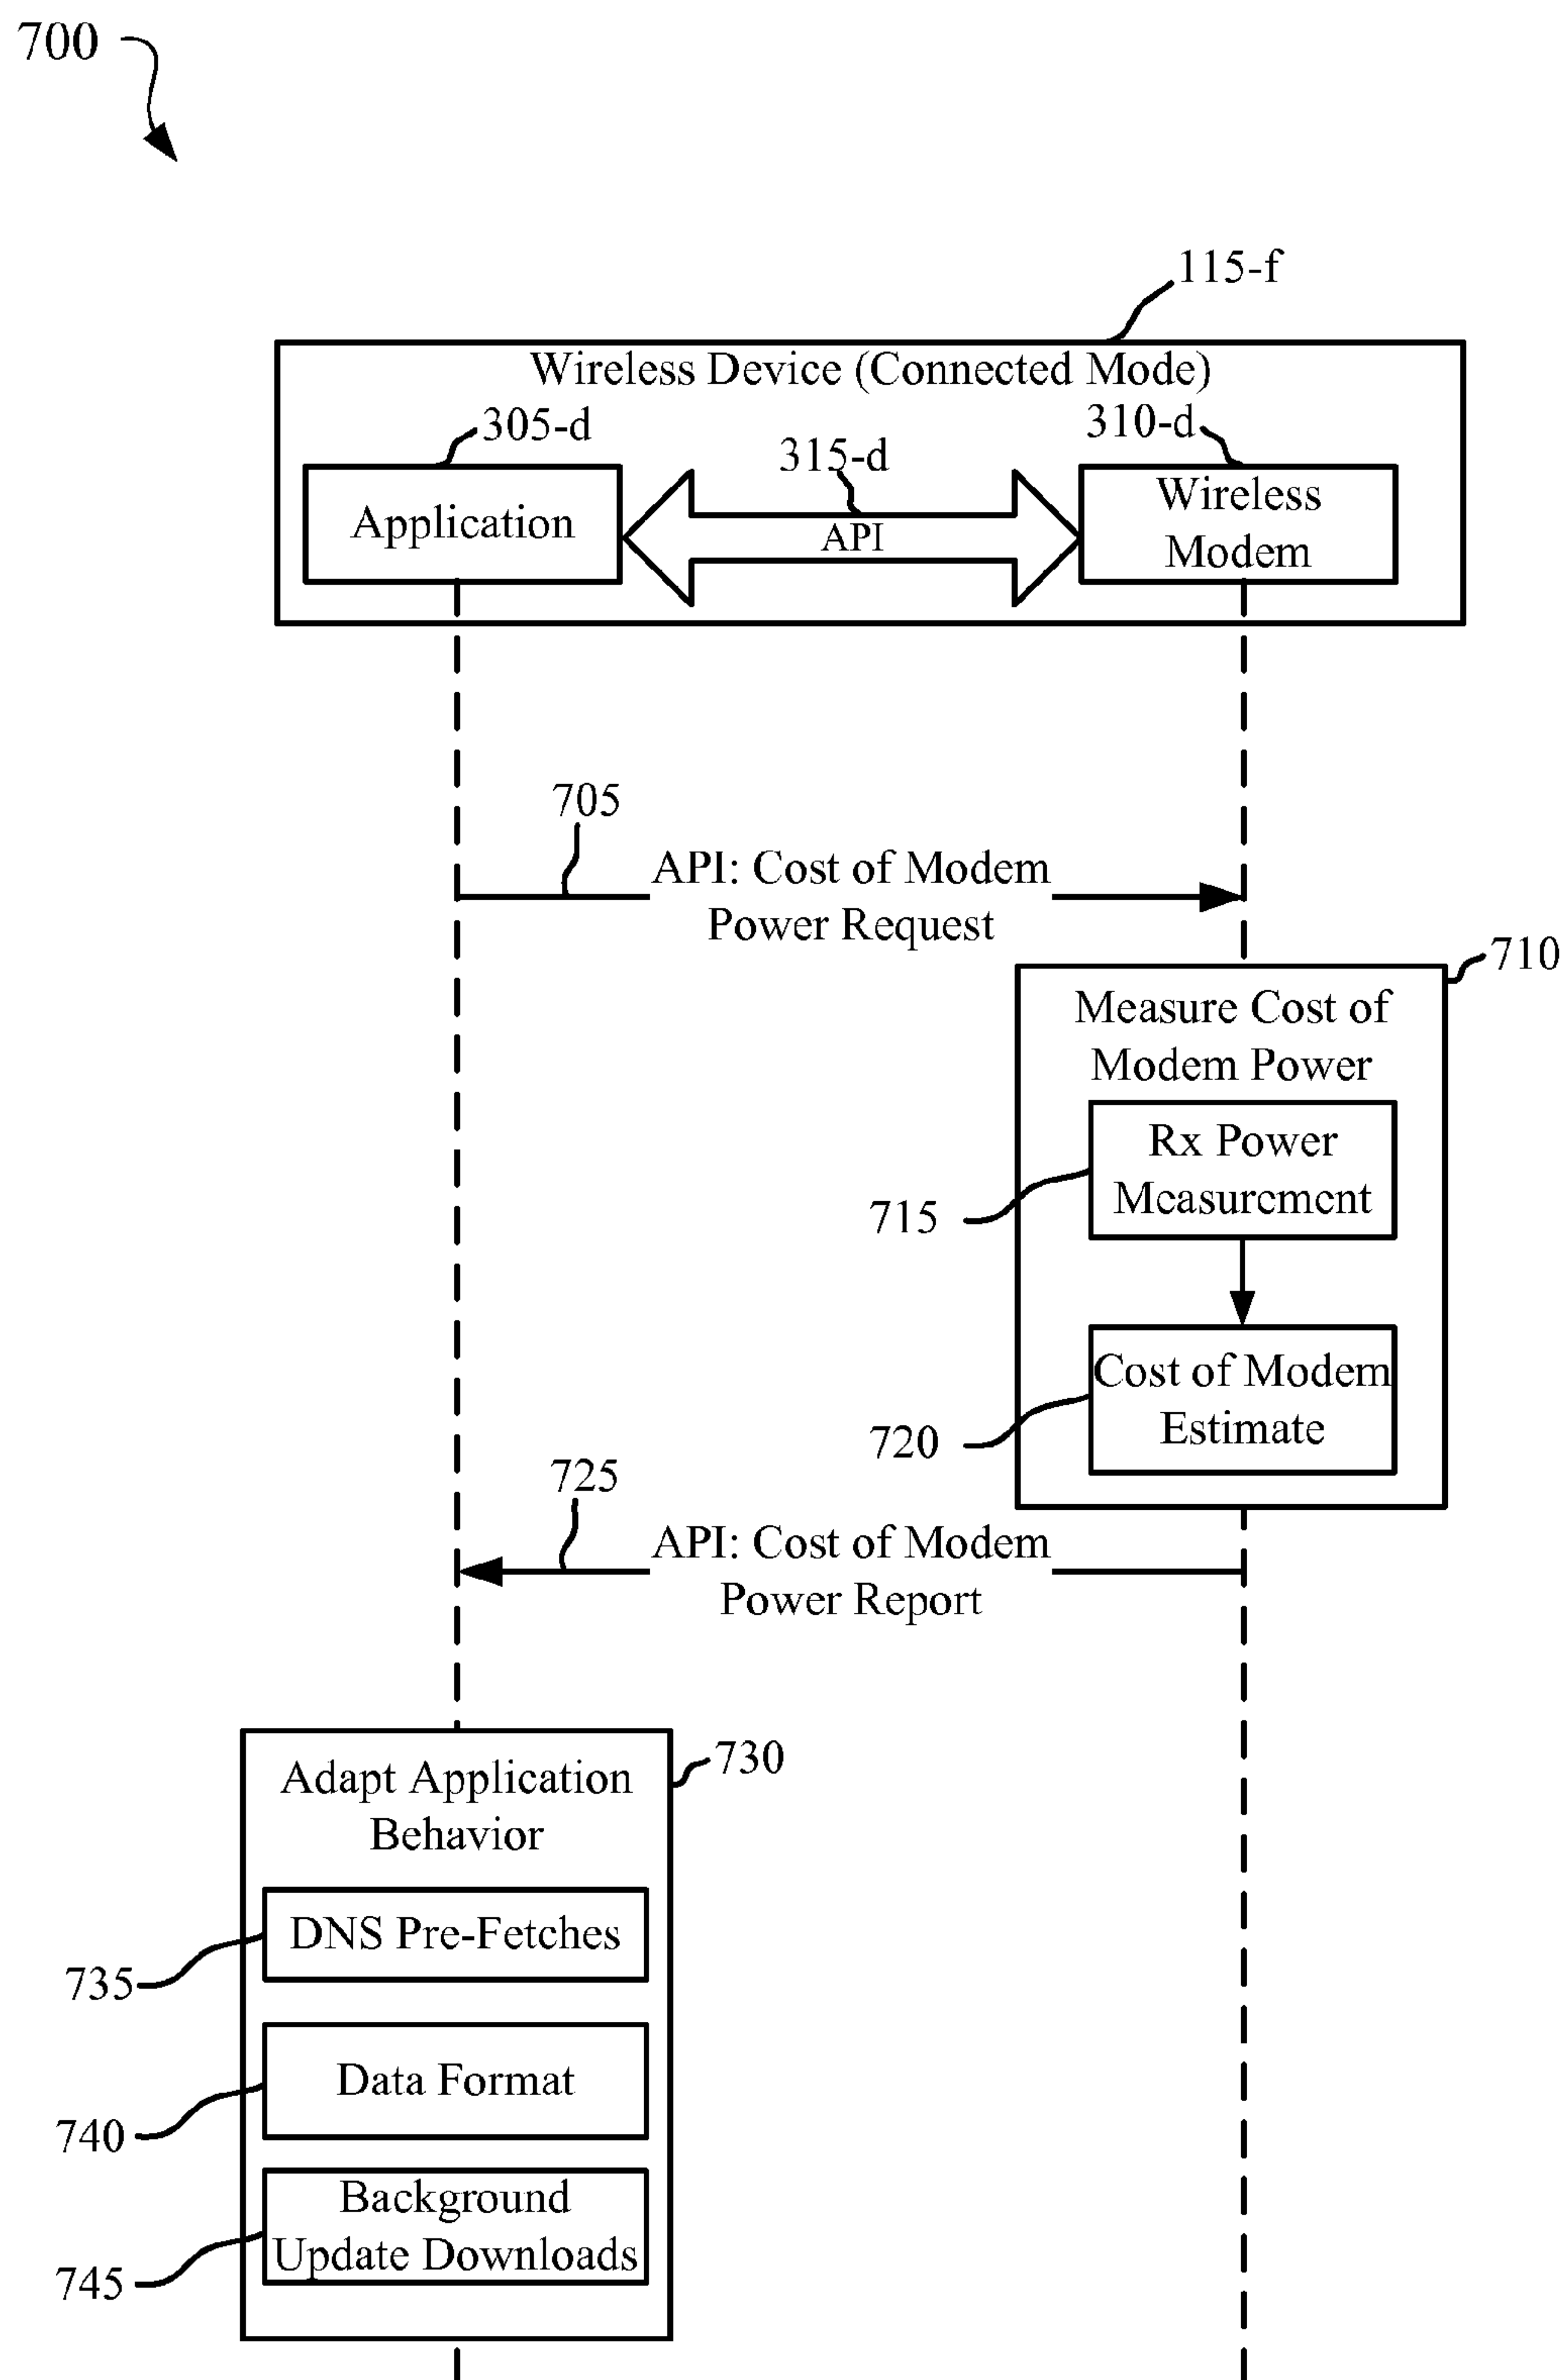 700
115-f
Wireless Device (Connected Mode)
305-d
315-d
310-d
Application
API
Wireless
Modem
705
API: Cost of Modem
Power Request
710
Measure Cost of
Modem Power
Rx Power
Measurement
715
Cost of Modem
Estimate
720
725
API: Cost of Modem
Power Report
730
Adapt Application
Behavior
DNS Pre-Fetches
735
Data Format
740
Background
Update Downloads
745